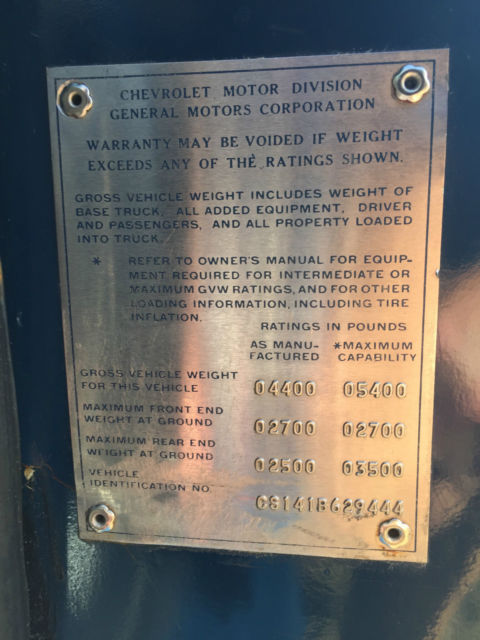 CHEVROLET MOTOR DIVISION
GENERAL MOTORS CORPORATION
WARRANTY MAY BE VOIDED IF WEIGHT
EXCEEDS ANY OF THE RATINGS SHOWN.
GROSS VEHICLE WEIGHT INCLUDES WEIGHT OF
BASE TRUCK, ALL ADDED EQUIPMENT, DRIVER
AND PASSENGERS, AND ALL PROPERTY LOADED
INTO TRUCK.
* REFER TO OWNER'S MANUAL FOR EQUIP-
MENT REQUIRED FOR INTERMEDIATE OR
MAXIMUM GVW RATINGS, AND FOR OTHER
LOADING INFORMATION, INCLUDING TIRE
INFLATION.
RATINGS IN POUNDS
AS MANU- *MAXIMUM
FACTURED CAPABILITY
GROSS VEHICLE WEIGHT
FOR THIS VEHICLE 04400 05400
MAXIMUM FRONT END
WEIGHT AT GROUND 02700 02700
MAXIMUM REAR END
WEIGHT AT GROUND 02500 03500
VEHICLE
IDENTIFICATION NO. CS141B629444